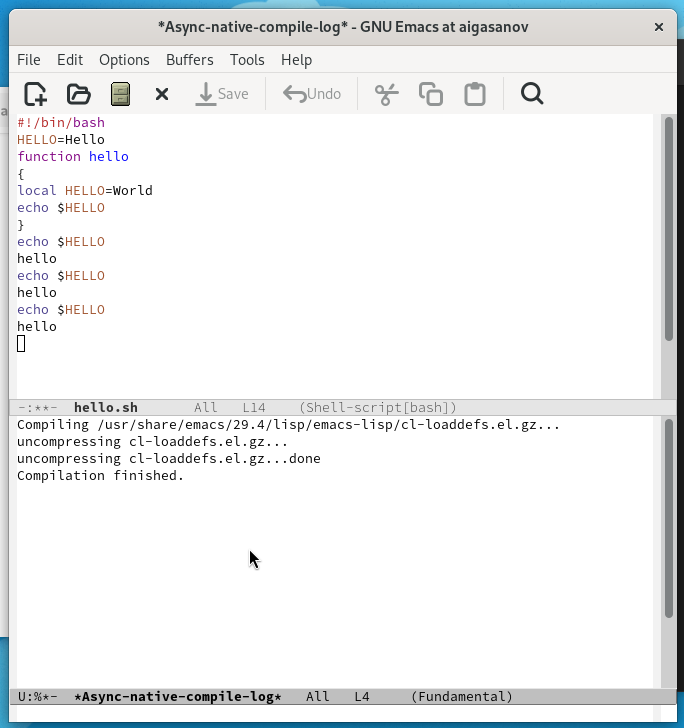 *Async-native-compile-log* - GNU Emacs at aigasanov
File Edit Options Buffers Tools Help
Save Undo
#!/bin/bash
HELLO=Hello
function hello
{
local HELLO=World
echo $HELLO
}
echo $HELLO
hello
echo $HELLO
hello
echo $HELLO
hello
-:**- hello.sh All L14 (Shell-script[bash])
Compiling /usr/share/emacs/29.4/lisp/emacs-lisp/cl-loaddefs.el.gz...
uncompressing cl-loaddefs.el.gz...
uncompressing cl-loaddefs.el.gz...done
Compilation finished.
U:%*- *Async-native-compile-log* All L4 (Fundamental)